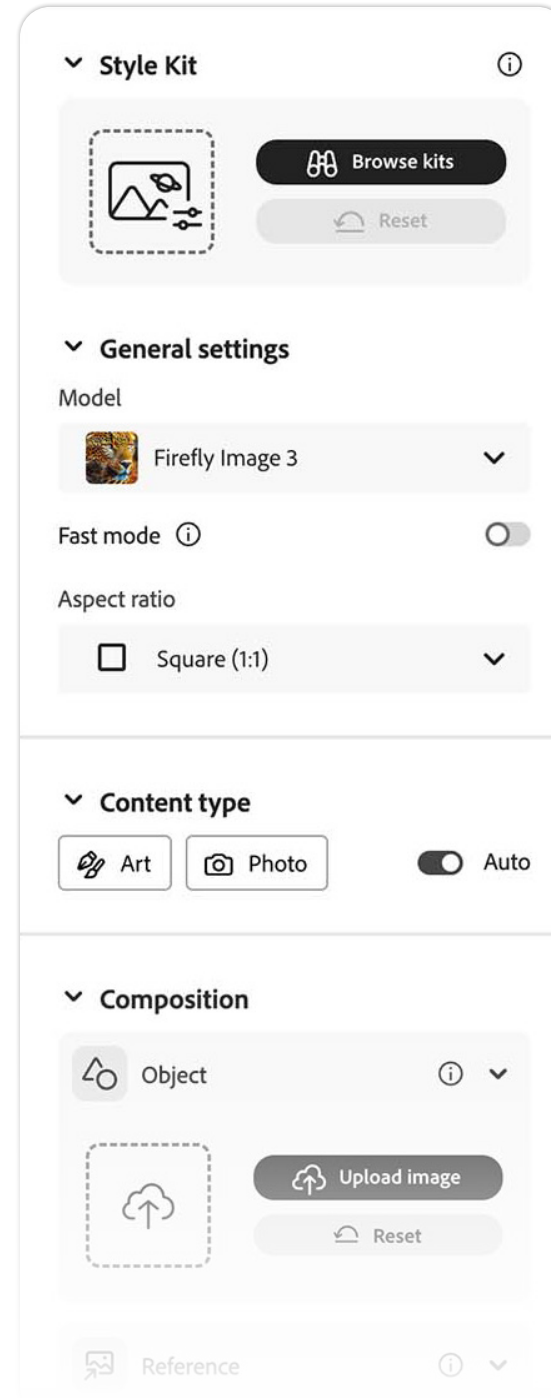 Style Kit
Browse kits
Reset
General settings
Model
Firefly Image 3
Fast mode
Aspect ratio
Square (1:1)
Content type
Art Photo Auto
Composition
Object
Upload image
Reset
Reference